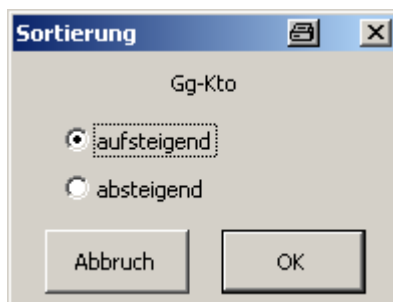 Sortierung
Gg-Kto
aufsteigend
absteigend
Abbruch
OK